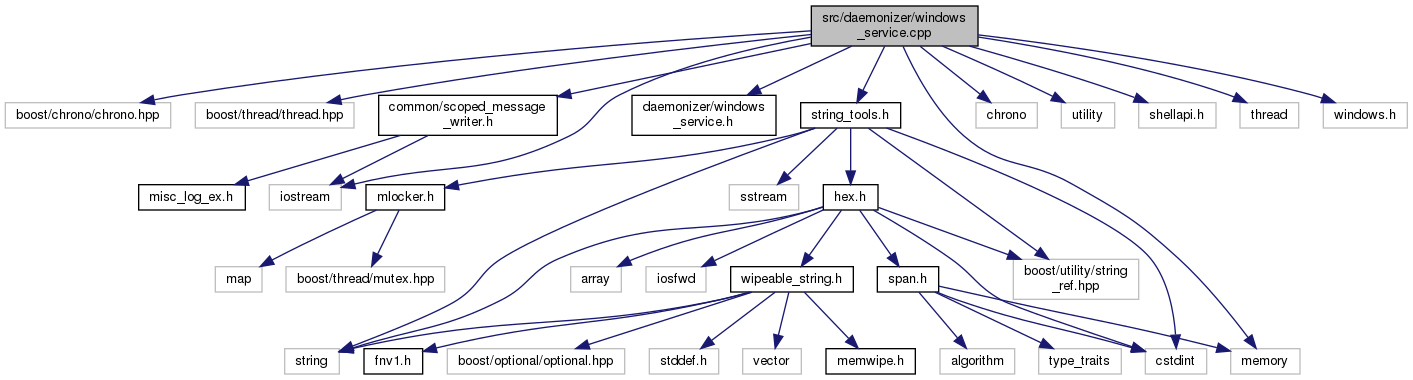 src/daemonizer/windows
_service.cpp
boost/chrono/chrono.hpp
boost/thread/thread.hpp
common/scoped_message
_writer.h
daemonizer/windows
_service.h
string_tools.h
chrono
utility
shellapi.h
thread
windows.h
misc_log_ex.h
iostream
mlocker.h
sstream
hex.h
map
boost/thread/mutex.hpp
array
iosfwd
wipeable_string.h
span.h
boost/utility/string
_ref.hpp
string
fnv1.h
boost/optional/optional.hpp
stddef.h
vector
memwipe.h
algorithm
type_traits
cstdint
memory